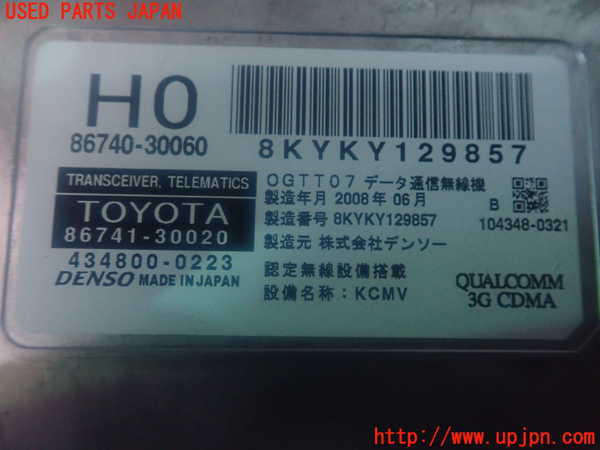 USED PARTS JAPAN
H0
86740-30060
8KYKY129857
TRANSCEIVER, TELEMATICS
TOYOTA
86741-30020
434800-0223
DENSO MADE IN JAPAN
OGTT07 データ通信無線機
製造年月 2008年 06月
製造番号 8KYKY129857
製造元 株式会社デンソー
認定無線設備搭載
設備名称:KCMV
B
104348-0321
QUALCOMM
3G CDMA
http://www.upjpn.com/